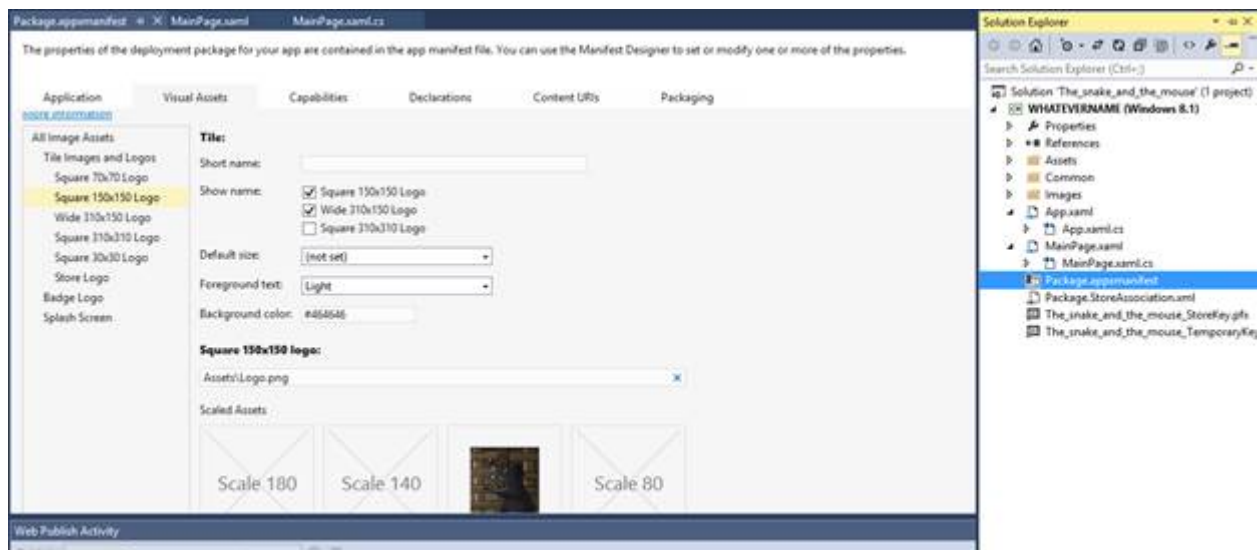 Package.appxmanifest MainPage.xaml MainPage.xaml.cs
The properties of the deployment package for your app are contained in the app manifest file. You can use the Manifest Designer to set or modify one or more of the properties.
Application Visual Assets Capabilities Declarations Content URIs Packaging
More information
All Image Assets
Tile Images and Logos
Square 70x70 Logo
Square 150x150 Logo
Wide 310x150 Logo
Square 310x310 Logo
Square 30x30 Logo
Store Logo
Badge Logo
Splash Screen
Tile:
Short name:
Show name:
Square 150x150 Logo
Wide 310x150 Logo
Square 310x310 Logo
Default size: (not set)
Foreground text: Light
Background color: #464646
Square 150x150 logo:
Assets\Logo.png
Scaled Assets
Scale 180 Scale 140 Scale 80
Web Publish Activity
Solution Explorer
Search Solution Explorer (Ctrl+;)
Solution 'The_snake_and_the_mouse' (1 project)
WHATEVERNAME (Windows 8.1)
Properties
References
Assets
Common
Images
App.xaml
App.xaml.cs
MainPage.xaml
MainPage.xaml.cs
Package.appxmanifest
Package.StoreAssociation.xml
The_snake_and_the_mouse_StoreKey.pfx
The_snake_and_the_mouse_TemporaryKey